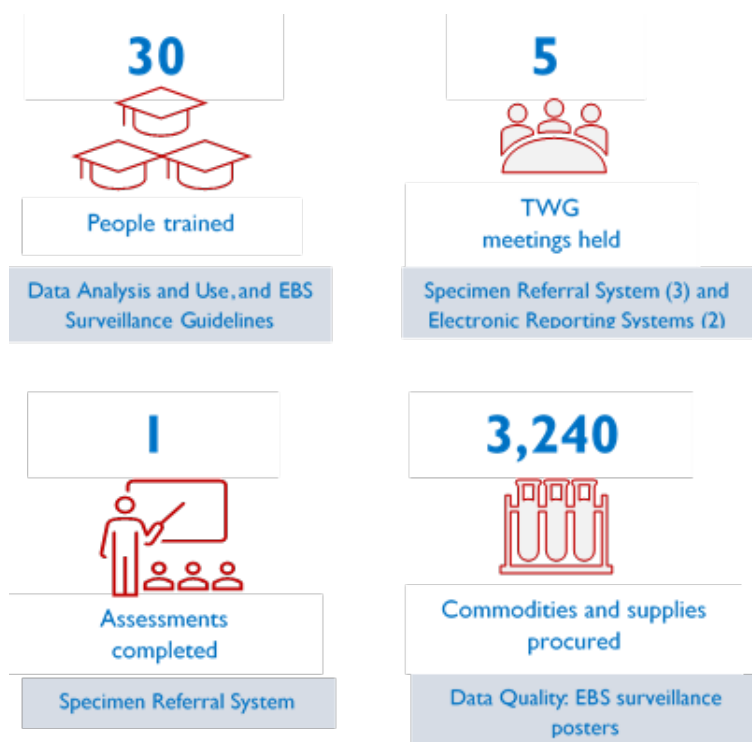 30
People trained
Data Analysis and Use, and EBS
Surveillance Guidelines
5
TWG
meetings held
Specimen Referral System (3) and
Electronic Reporting Systems (2)
1
Assessments
completed
Specimen Referral System
3,240
Commodities and supplies
procured
Data Quality: EBS surveillance
posters